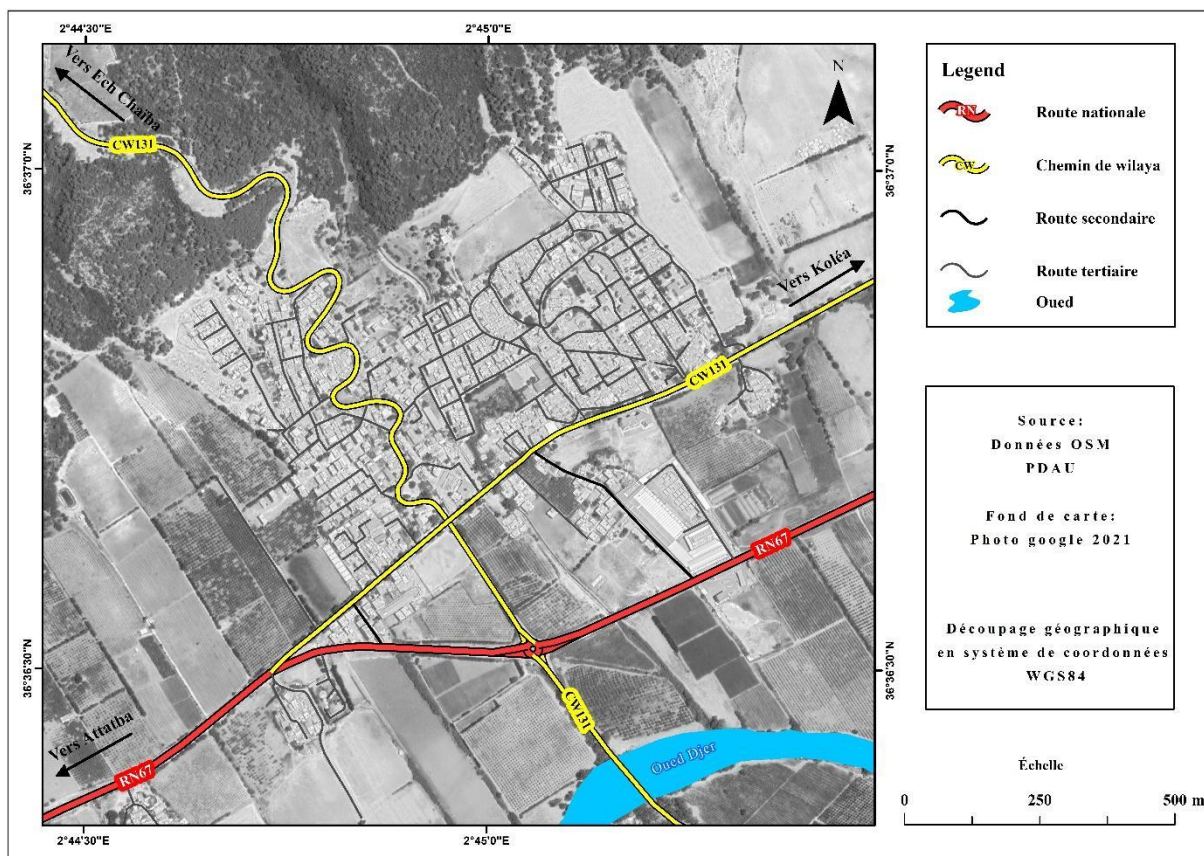 2°44'30"E
2°45'0"E
Vers Ech Chaïba
N
CW131
36°37'0"N
36°37'0"N
Vers Koléa
CW131
RN67
36°36'30"N
36°36'30"N
CW131
Vers Attatba
RN67
Oued Djer
2°44'30"E
2°45'0"E
Legend
RN
Route nationale
CW
Chemin de wilaya
Route secondaire
Route tertiaire
Oued
Source:
Données OSM
PDAU
Fond de carte:
Photo google 2021
Découpage géographique
en système de coordonnées
WGS84
Échelle
0 250 500 m